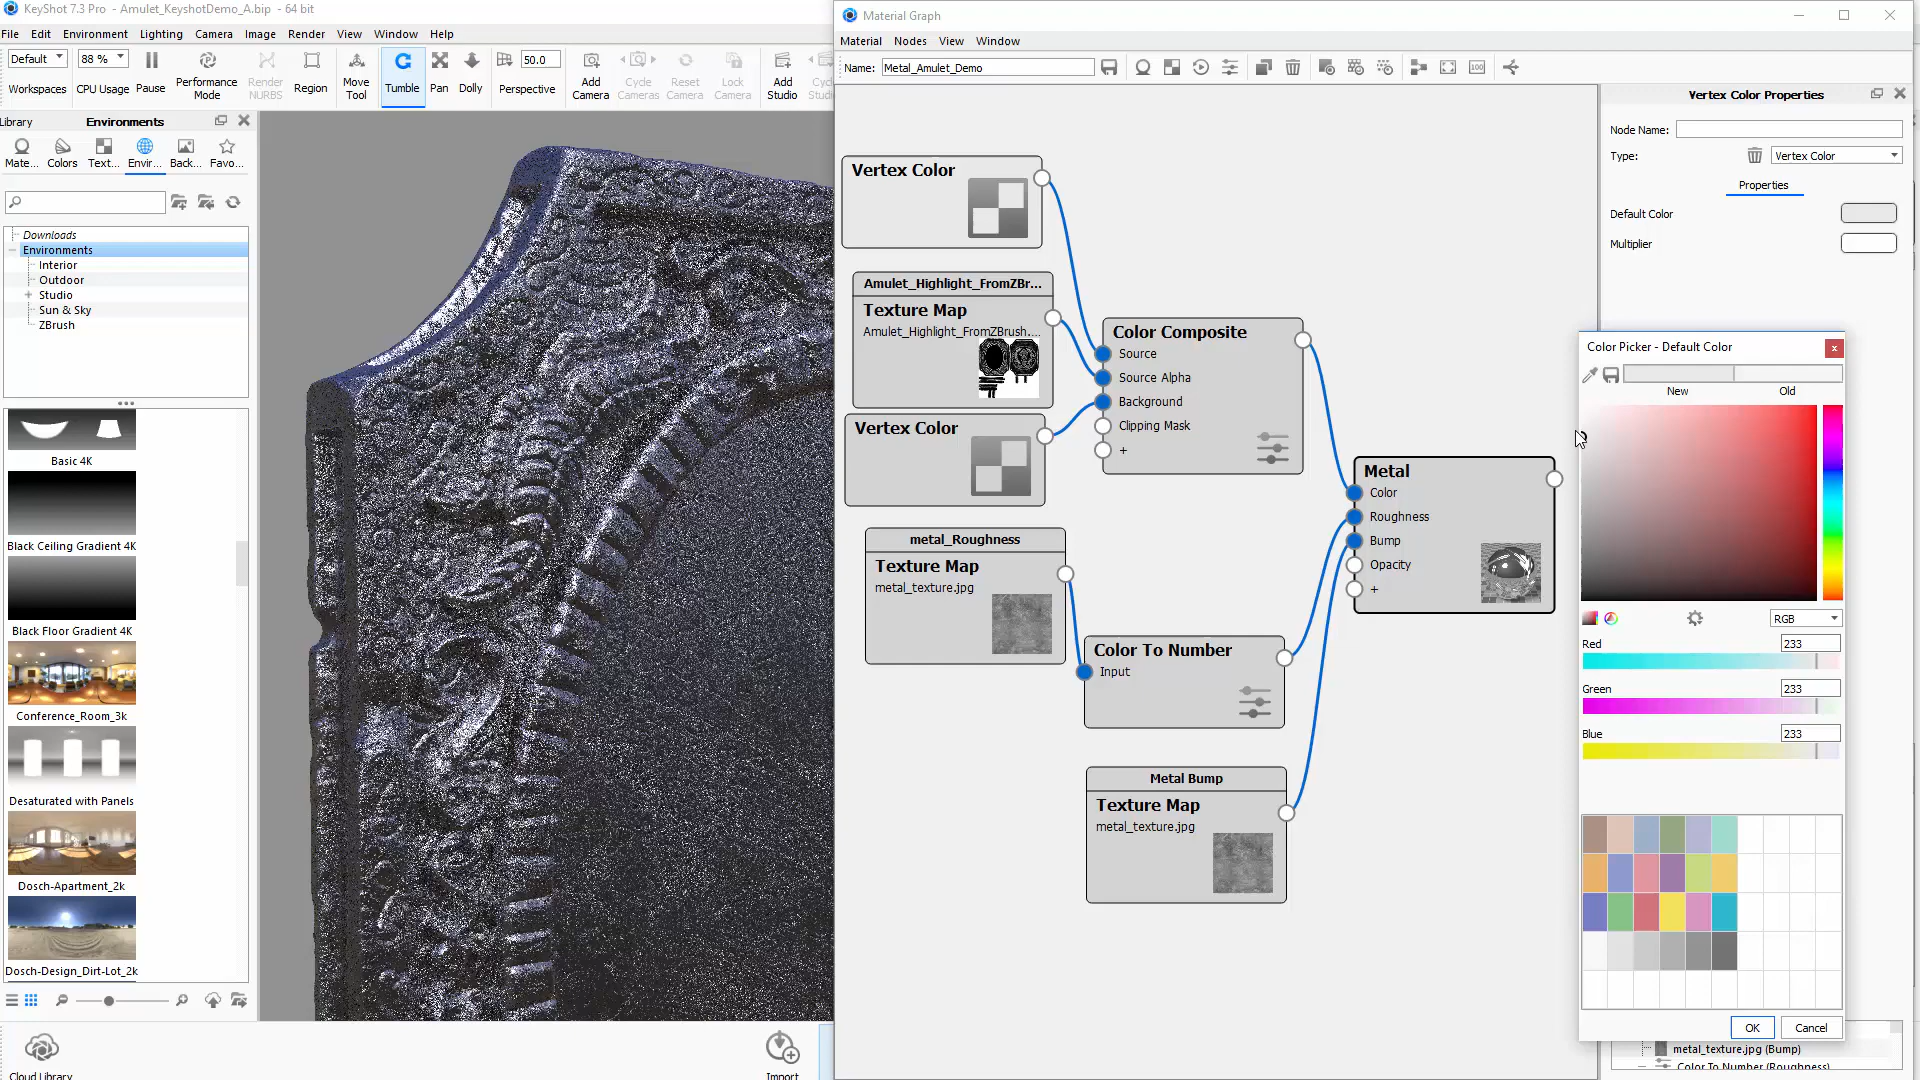 KeyShot 7.3 Pro - Amulet_KeyshotDemo_A.bip - 64 bit
File Edit Environment Lighting Camera Image Render View Window Help
Default
88 %
50.0
Workspaces
CPU Usage
Pause
Performance Mode
Render NURBS
Region
Move Tool
Tumble
Pan
Dolly
Perspective
Add Camera
Cycle Cameras
Reset Camera
Lock Camera
Add Studio
Library
Environments
Mate...
Colors
Text...
Envir...
Back...
Favo...
Downloads
Environments
Interior
Outdoor
Studio
Sun & Sky
ZBrush
Basic 4K
Black Ceiling Gradient 4K
Black Floor Gradient 4K
Conference_Room_3k
Desaturated with Panels
Dosch-Apartment_2k
Dosch-Design_Dirt-Lot_2k
Cloud Library
Import
Material Graph
Material Nodes View Window
Name: Metal_Amulet_Demo
100
Vertex Color
Amulet_Highlight_FromZBr...
Texture Map
Amulet_Highlight_FromZBrush....
Vertex Color
Color Composite
Source
Source Alpha
Background
Clipping Mask
+
metal_Roughness
Texture Map
metal_texture.jpg
Color To Number
Input
Metal Bump
Texture Map
metal_texture.jpg
Metal
Color
Roughness
Bump
Opacity
+
Vertex Color Properties
Node Name:
Type:
Vertex Color
Properties
Default Color
Multiplier
Color Picker - Default Color
x
New
Old
RGB
Red
233
Green
233
Blue
233
OK
Cancel
metal_texture.jpg (Bump)
Color To Number (Roughness)